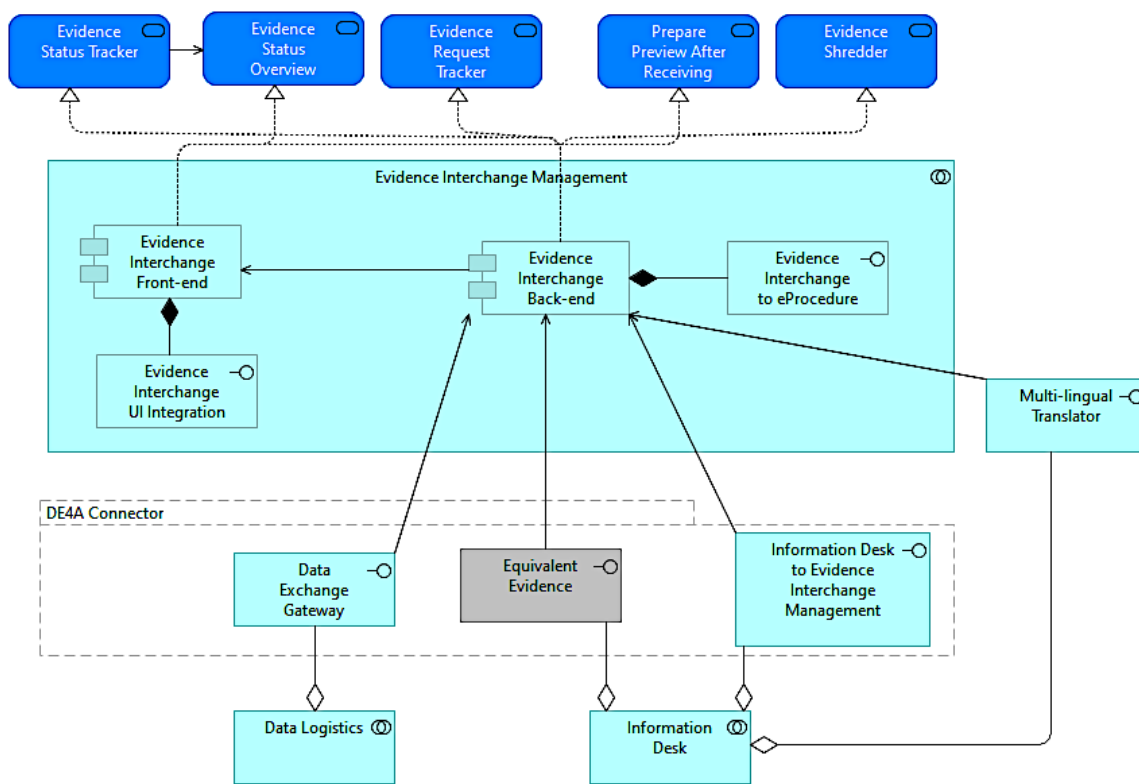 Evidence
Status Tracker
Evidence
Status
Overview
Evidence
Request
Tracker
Prepare
Preview After
Receiving
Evidence
Shredder
Evidence Interchange Management
Evidence
Interchange
Front-end
Evidence
Interchange
Back-end
Evidence
Interchange
to eProcedure
Evidence
Interchange
UI Integration
Multi-lingual
Translator
DE4A Connector
Data
Exchange
Gateway
Equivalent
Evidence
Information Desk
to Evidence
Interchange
Management
Data Logistics
Information
Desk